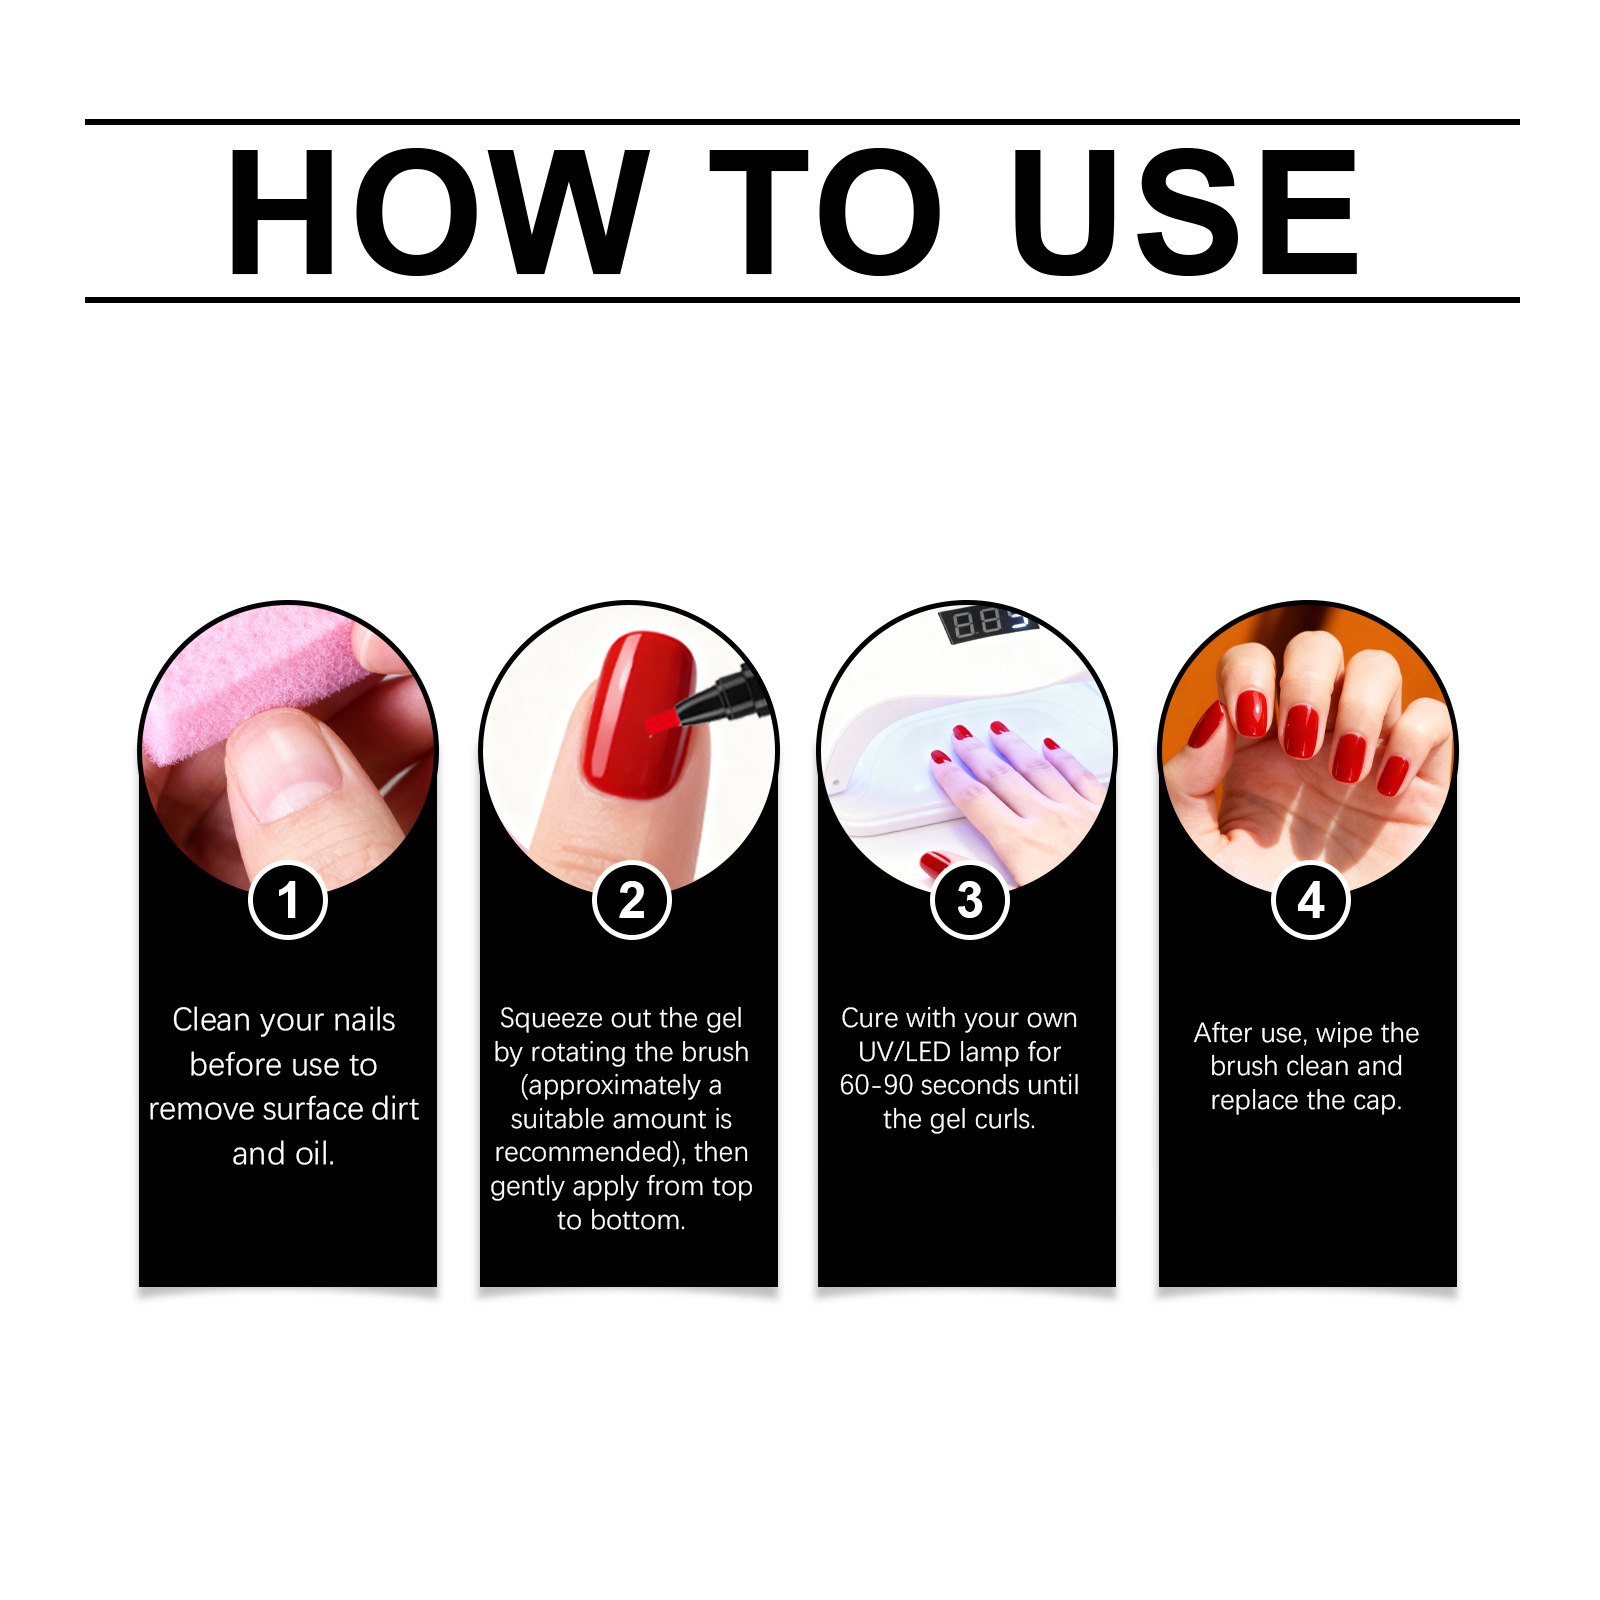 HOW TO USE
1
Clean your nails
before use to
remove surface dirt
and oil.
2
Squeeze out the gel
by rotating the brush
(approximately a
suitable amount is
recommended), then
gently apply from top
to bottom.
3
Cure with your own
UV/LED lamp for
60-90 seconds until
the gel curls.
4
After use, wipe the
brush clean and
replace the cap.